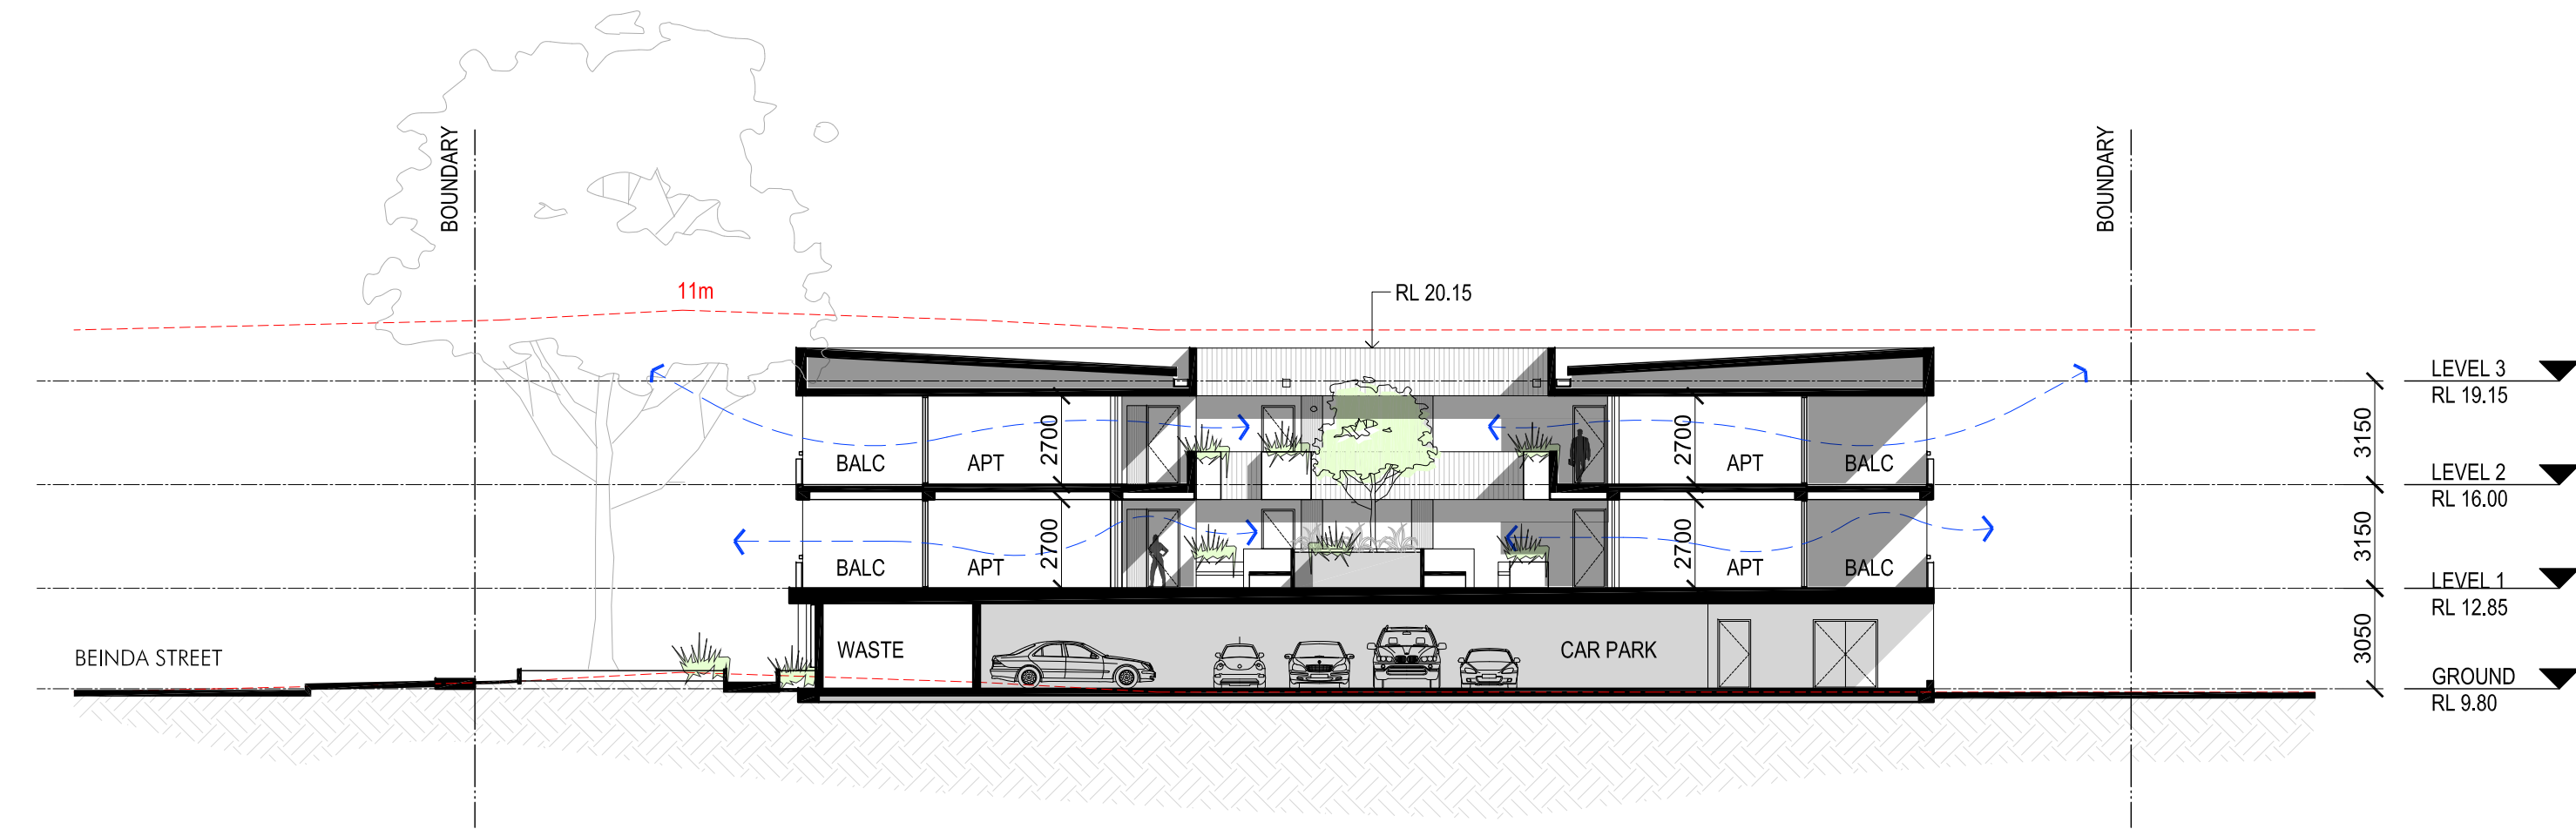 BOUNDARY
BOUNDARY
11m
RL 20.15
LEVEL 3
RL 19.15
3150
2700
2700
BALC
APT
APT
BALC
LEVEL 2
RL 16.00
3150
2700
2700
BALC
APT
APT
BALC
LEVEL 1
RL 12.85
3050
WASTE
CAR PARK
BEINDA STREET
GROUND
RL 9.80